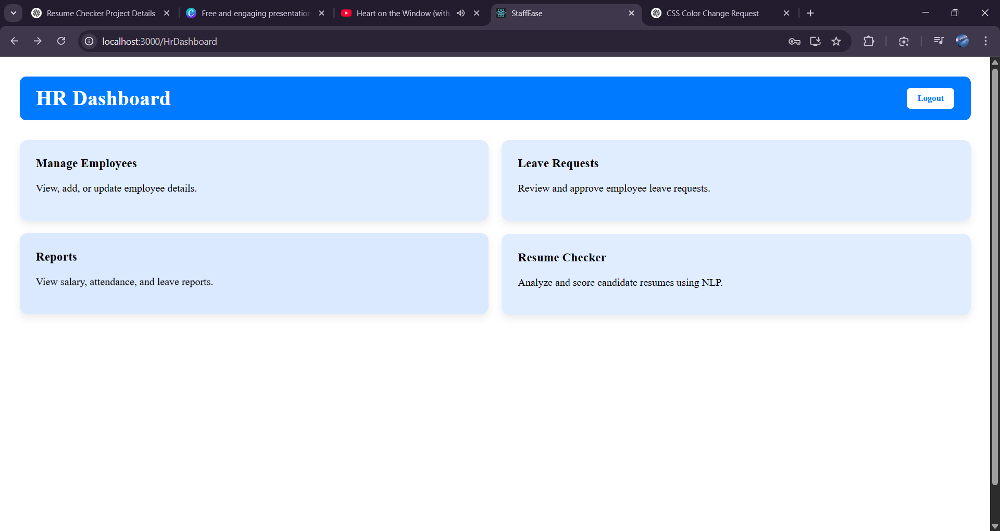 Resume Checker Project Details
Free and engaging presentation
Heart on the Window (with
StaffEase
CSS Color Change Request
localhost:3000/HrDashboard
HR Dashboard
Logout
Manage Employees
View, add, or update employee details.
Leave Requests
Review and approve employee leave requests.
Reports
View salary, attendance, and leave reports.
Resume Checker
Analyze and score candidate resumes using NLP.